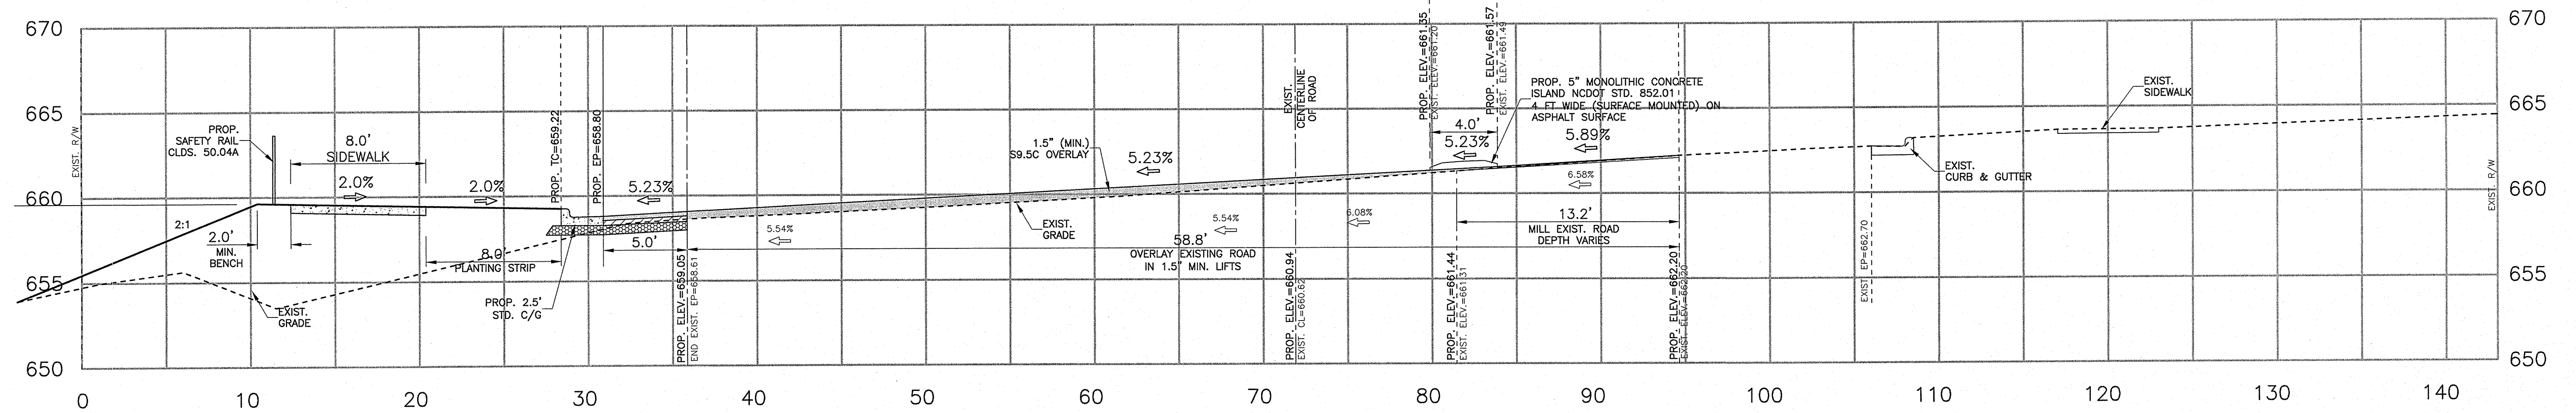 670
665
660
655
650
EXIST. R/W
PROP.
SAFETY RAIL
CLDS. 50.04A
8.0'
SIDEWALK
2.0%
2.0%
2:1
2.0'
MIN.
BENCH
8.0'
PLANTING STRIP
EXIST.
GRADE
PROP. TC=659.22
PROP. EP=658.80
5.23%
5.0'
PROP. 2.5'
STD. C/G
PROP. ELEV.=659.05
END EXIST. EP=658.61
5.54%
1.5" (MIN.)
S9.5C OVERLAY
5.23%
EXIST.
GRADE
58.8'
OVERLAY EXISTING ROAD
IN 1.5" MIN. LIFTS
5.54%
EXIST.
CENTERLINE
OF ROAD
PROP. ELEV.=660.94
EXIST. CL=660.62
6.08%
PROP. ELEV.=661.35
EXIST. ELEV.=661.20
PROP. ELEV.=661.57
EXIST. ELEV.=661.49
4.0'
5.23%
PROP. 5" MONOLITHIC CONCRETE
ISLAND NCDOT STD. 852.01
4 FT WIDE (SURFACE MOUNTED) ON
ASPHALT SURFACE
5.89%
6.58%
13.2'
MILL EXIST. ROAD
DEPTH VARIES
PROP. ELEV.=661.44
EXIST. ELEV.=661.31
PROP. ELEV.=662.20
EXIST. ELEV.=662.20
EXIST. EP=662.70
EXIST.
CURB & GUTTER
EXIST.
SIDEWALK
EXIST. R/W
670
665
660
655
650
0 10 20 30 40 50 60 70 80 90 100 110 120 130 140